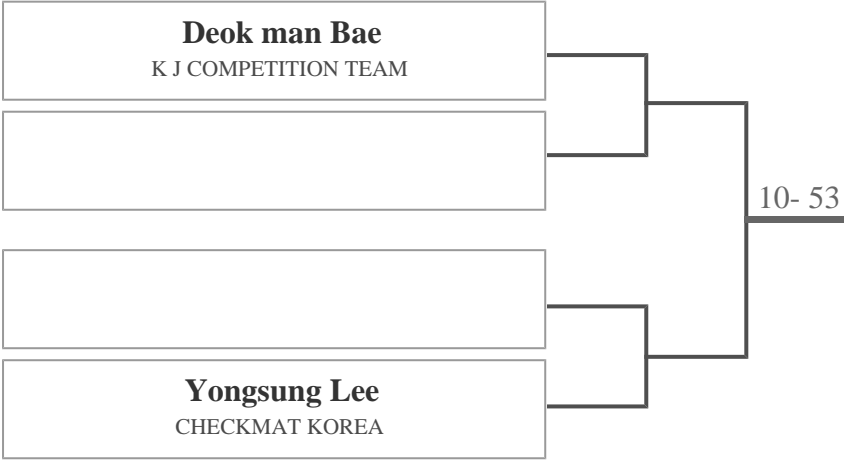 Deok man Bae
K J COMPETITION TEAM
10- 53
Yongsung Lee
CHECKMAT KOREA